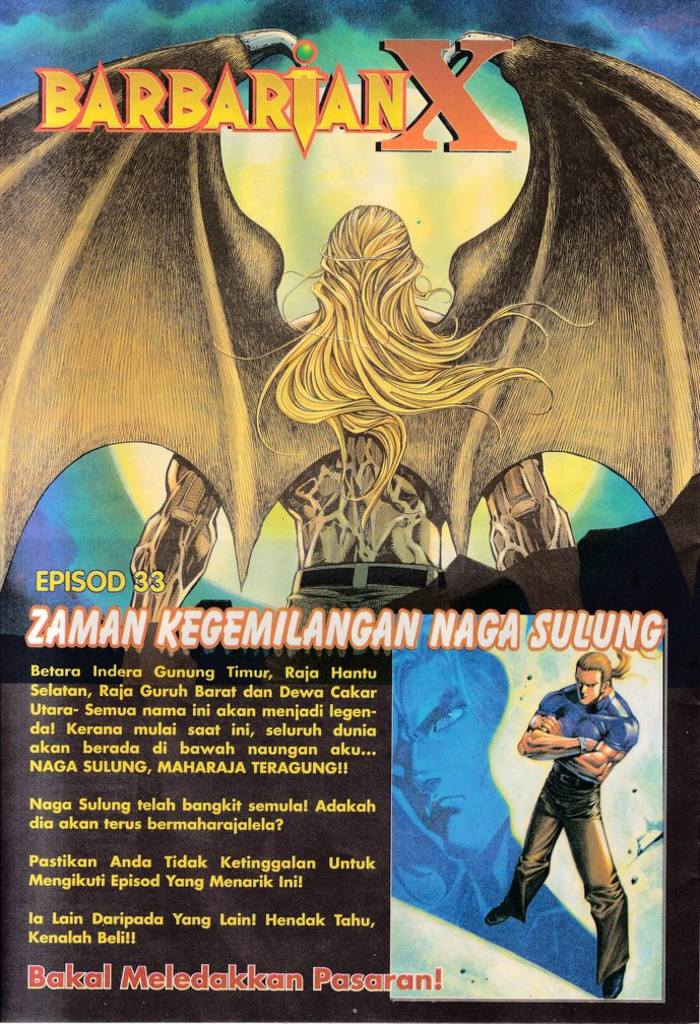 BARBARIAN X
EPISOD 33
ZAMAN KEGEMILANGAN NAGA SULUNG
Betara Indera Gunung Timur, Raja Hantu
Selatan, Raja Guruh Barat dan Dewa Cakar
Utara- Semua nama ini akan menjadi legen-
da! Kerana mulai saat ini, seluruh dunia
akan berada di bawah naungan aku...
NAGA SULUNG, MAHARAJA TERAGUNG!!
Naga Sulung telah bangkit semula! Adakah
dia akan terus bermaharajalela?
Pastikan Anda Tidak Ketinggalan Untuk
Mengikuti Episod Yang Menarik Ini!
Ia Lain Daripada Yang Lain! Hendak Tahu,
Kenalah Beli!!
Bakal Meledakkan Pasaran!